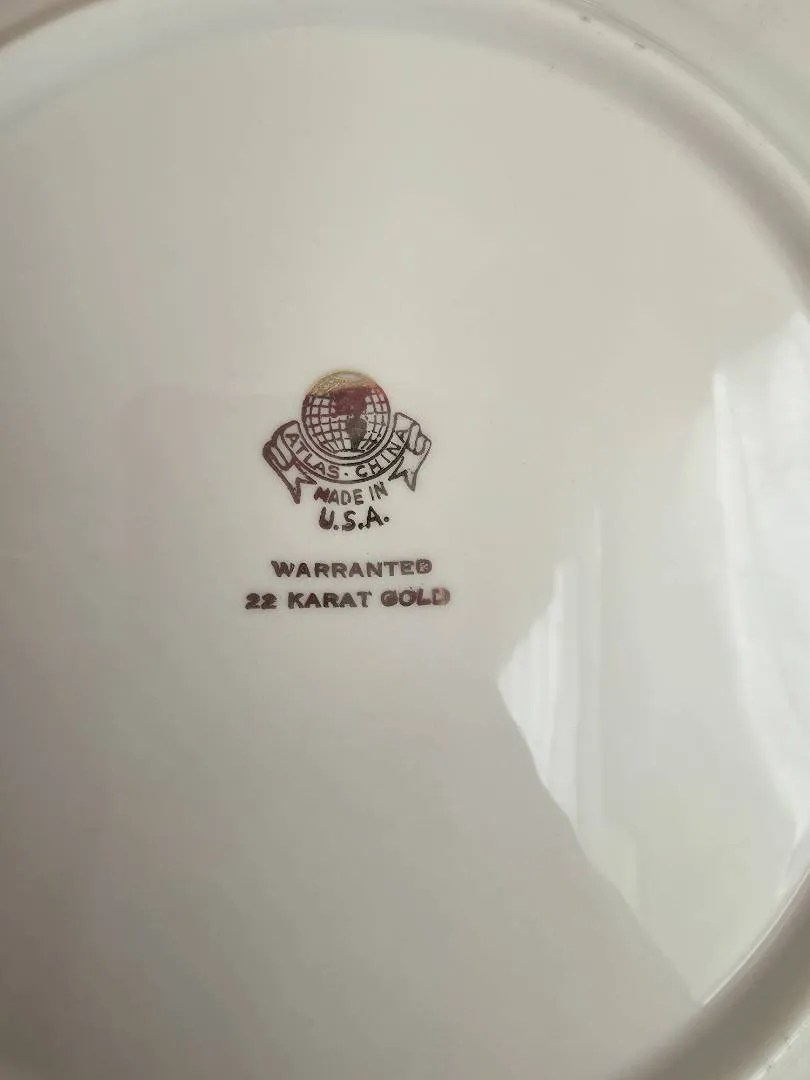 ATLAS · CHINA
MADE IN
U.S.A.
WARRANTED
22 KARAT GOLD